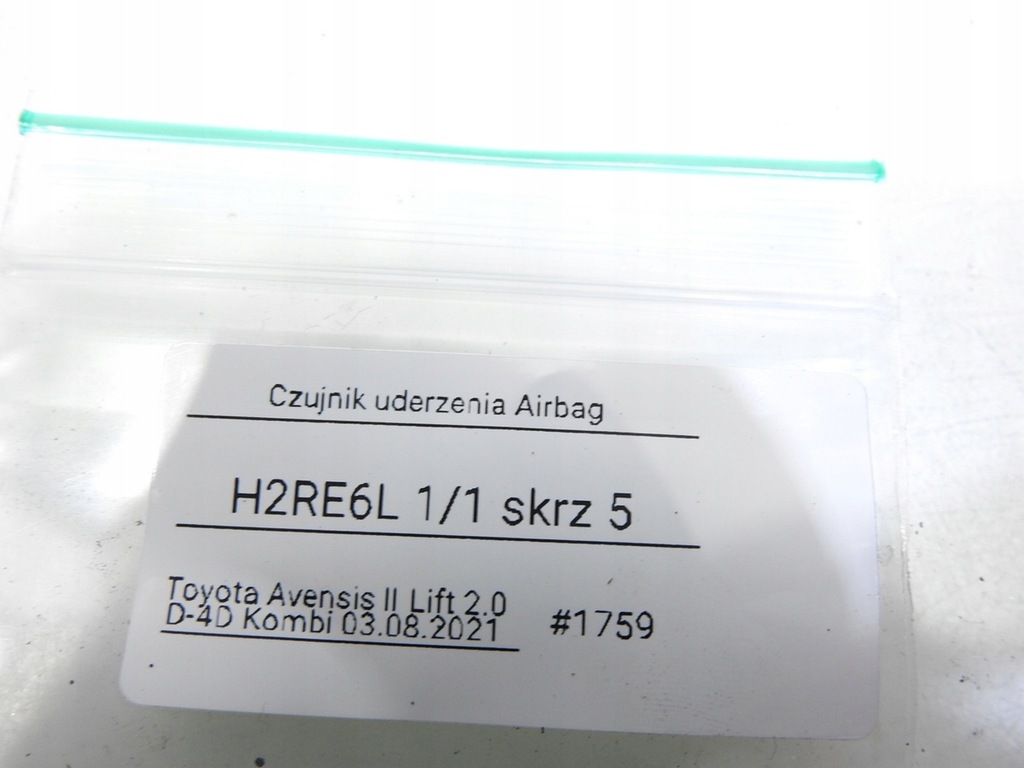 Czujnik uderzenia Airbag
H2RE6L 1/1 skrz 5
Toyota Avensis II Lift 2.0
D-4D Kombi 03.08.2021
#1759